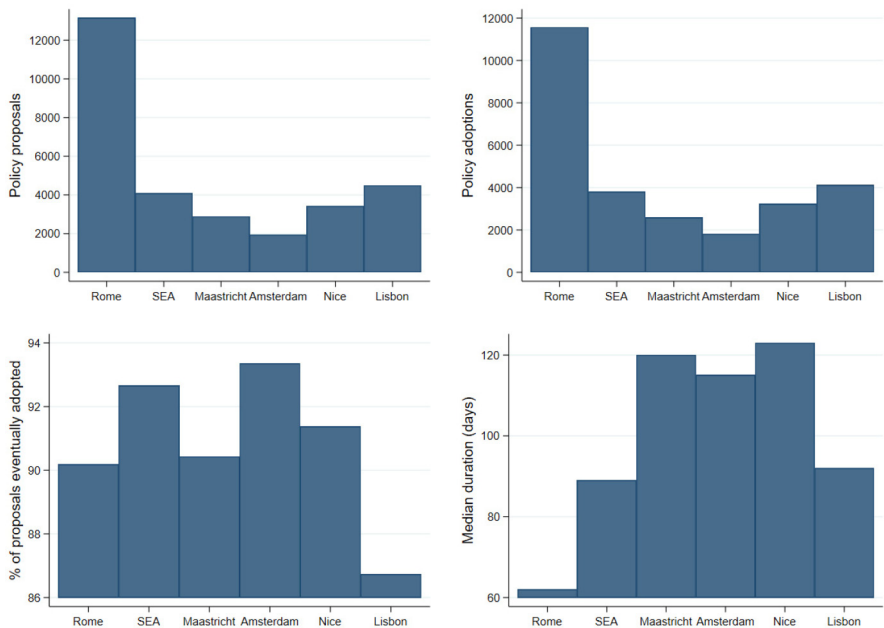 Policy proposals
12000
10000
8000
6000
4000
2000
0
Rome SEA Maastricht Amsterdam Nice Lisbon
Policy adoptions
12000
10000
8000
6000
4000
2000
0
Rome SEA Maastricht Amsterdam Nice Lisbon
% of proposals eventually adopted
94
92
90
88
86
Rome SEA Maastricht Amsterdam Nice Lisbon
Median duration (days)
120
100
80
60
Rome SEA Maastricht Amsterdam Nice Lisbon